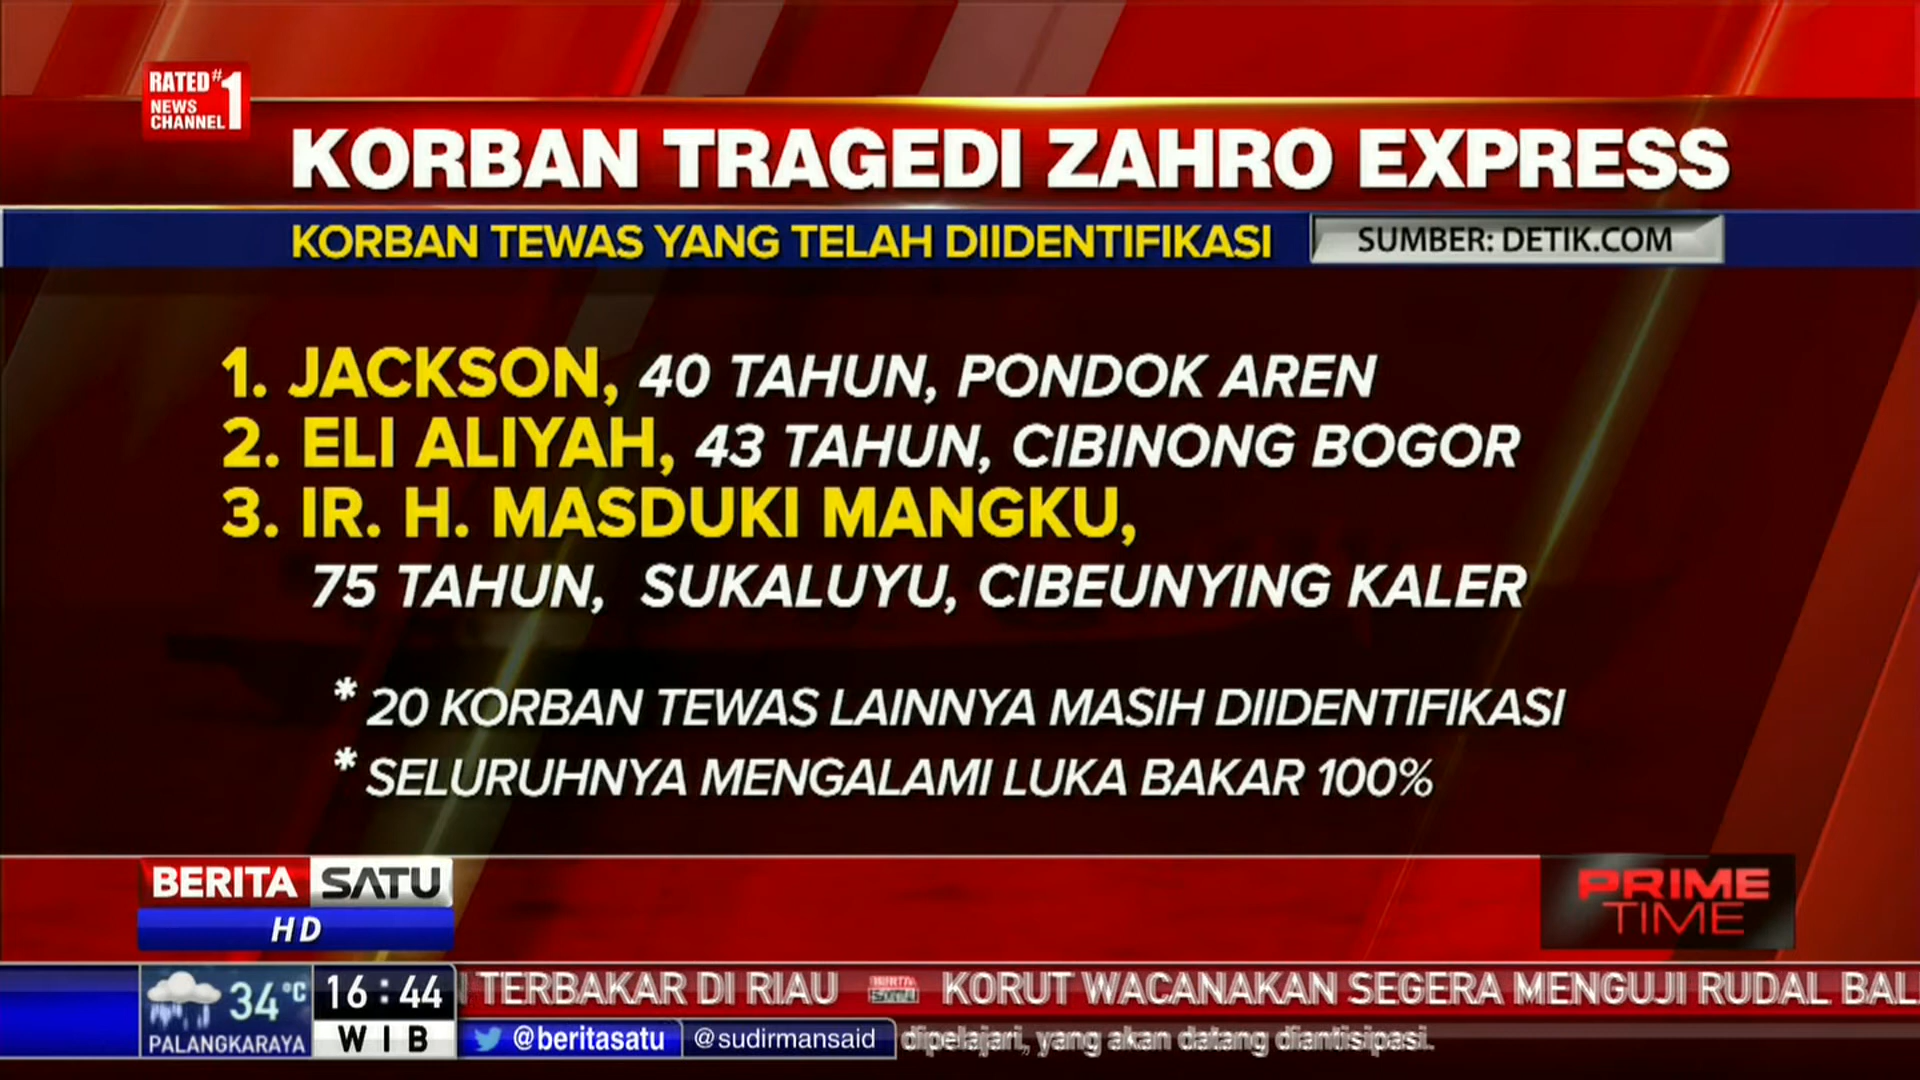 RATED #1
NEWS
CHANNEL
KORBAN TRAGEDI ZAHRO EXPRESS
KORBAN TEWAS YANG TELAH DIIDENTIFIKASI
SUMBER: DETIK.COM
1. JACKSON, 40 TAHUN, PONDOK AREN
2. ELI ALIYAH, 43 TAHUN, CIBINONG BOGOR
3. IR. H. MASDUKI MANGKU,
75 TAHUN, SUKALUYU, CIBEUNYING KALER
* 20 KORBAN TEWAS LAINNYA MASIH DIIDENTIFIKASI
* SELURUHNYA MENGALAMI LUKA BAKAR 100%
BERITA SATU
HD
PRIME
TIME
34°C
PALANGKARAYA
16:44
WIB
TERBAKAR DI RIAU BERITA SATU KORUT WACANAKAN SEGERA MENGUJI RUDAL BAL
@beritasatu @sudirmansaid dipelajari, yang akan datang diantisipasi.